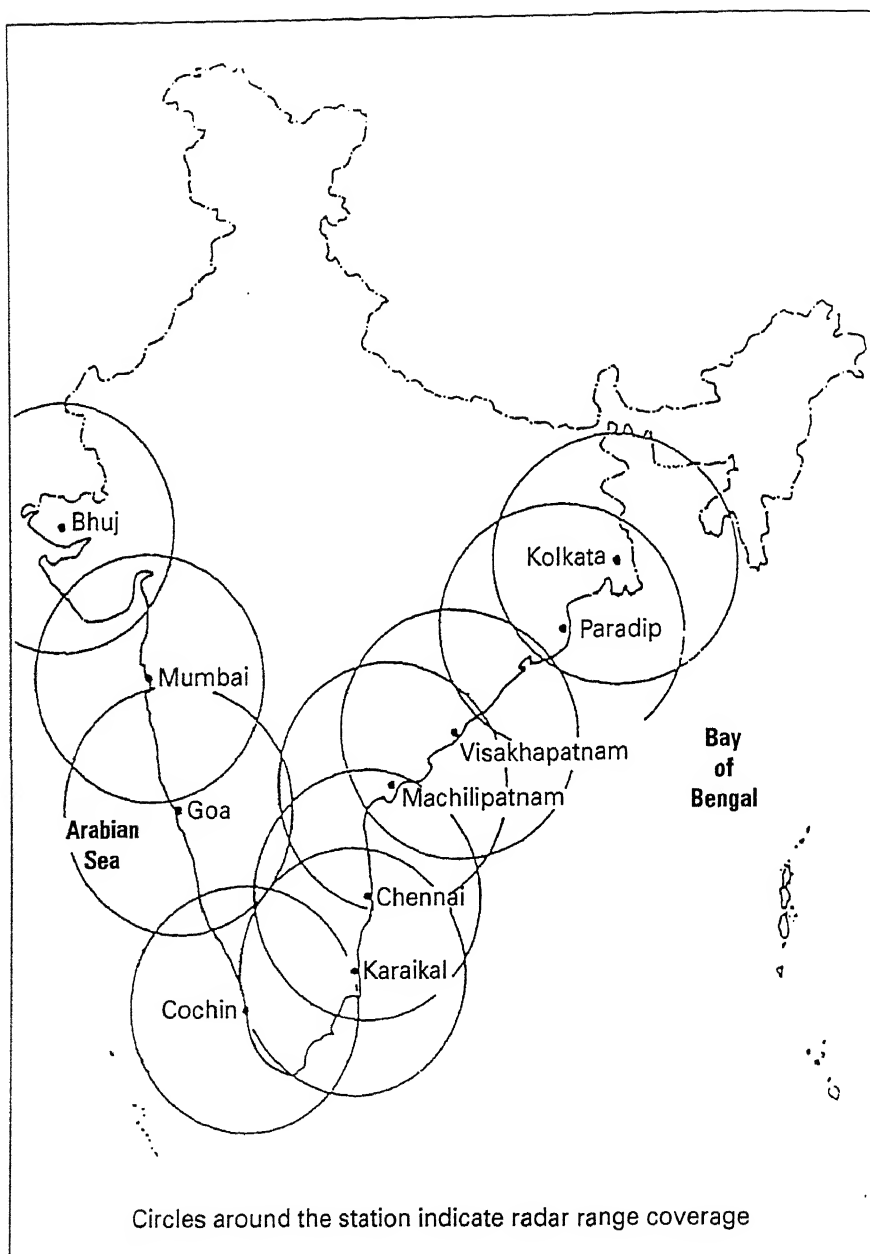 Bhuj
Kolkata
Paradip
Mumbai
Visakhapatnam
Bay
of
Bengal
Machilipatnam
Goa
Arabian
Sea
Chennai
Karaikal
Cochin
Circles around the station indicate radar range coverage